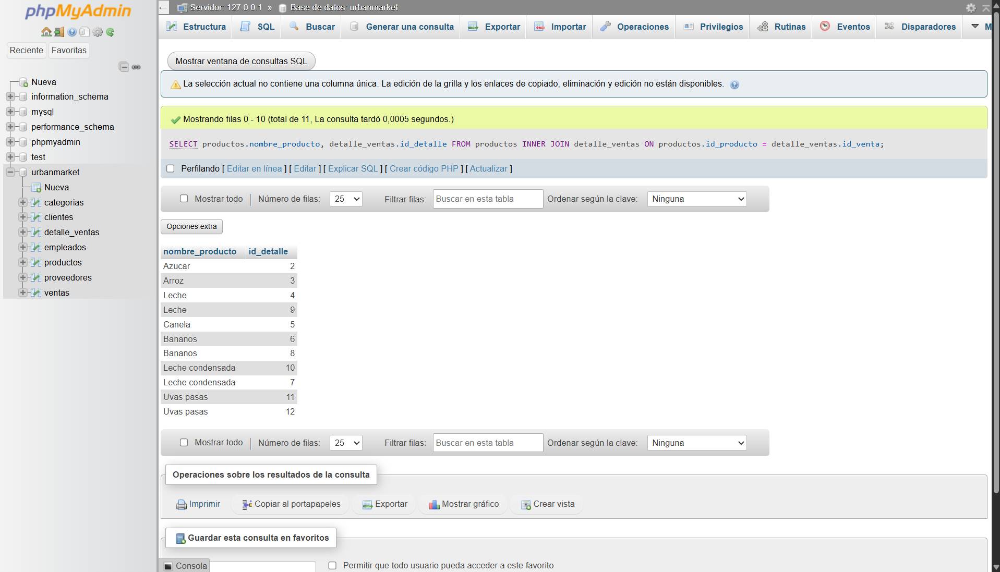 phpMyAdmin
Reciente Favoritas
Nueva
information_schema
mysql
performance_schema
phpmyadmin
test
urbanmarket
Nueva
categorias
clientes
detalle_ventas
empleados
productos
proveedores
ventas
Servidor: 127.0.0.1 » Base de datos: urbanmarket
Estructura SQL Buscar Generar una consulta Exportar Importar Operaciones Privilegios Rutinas Eventos Disparadores M
Mostrar ventana de consultas SQL
La selección actual no contiene una columna única. La edición de la grilla y los enlaces de copiado, eliminación y edición no están disponibles.
Mostrando filas 0 - 10 (total de 11, La consulta tardó 0,0005 segundos.)
SELECT productos.nombre_producto, detalle_ventas.id_detalle FROM productos INNER JOIN detalle_ventas ON productos.id_producto = detalle_ventas.id_venta;
Perfilando [ Editar en línea ] [ Editar ] [ Explicar SQL ] [ Crear código PHP ] [ Actualizar ]
Mostrar todo Número de filas: 25 Filtrar filas: Buscar en esta tabla Ordenar según la clave: Ninguna
Opciones extra
nombre_producto id_detalle
Azucar 2
Arroz 3
Leche 4
Leche 9
Canela 5
Bananos 6
Bananos 8
Leche condensada 10
Leche condensada 7
Uvas pasas 11
Uvas pasas 12
Mostrar todo Número de filas: 25 Filtrar filas: Buscar en esta tabla Ordenar según la clave: Ninguna
Operaciones sobre los resultados de la consulta
Imprimir Copiar al portapapeles Exportar Mostrar gráfico Crear vista
Guardar esta consulta en favoritos
Consola Permitir que todo usuario pueda acceder a este favorito